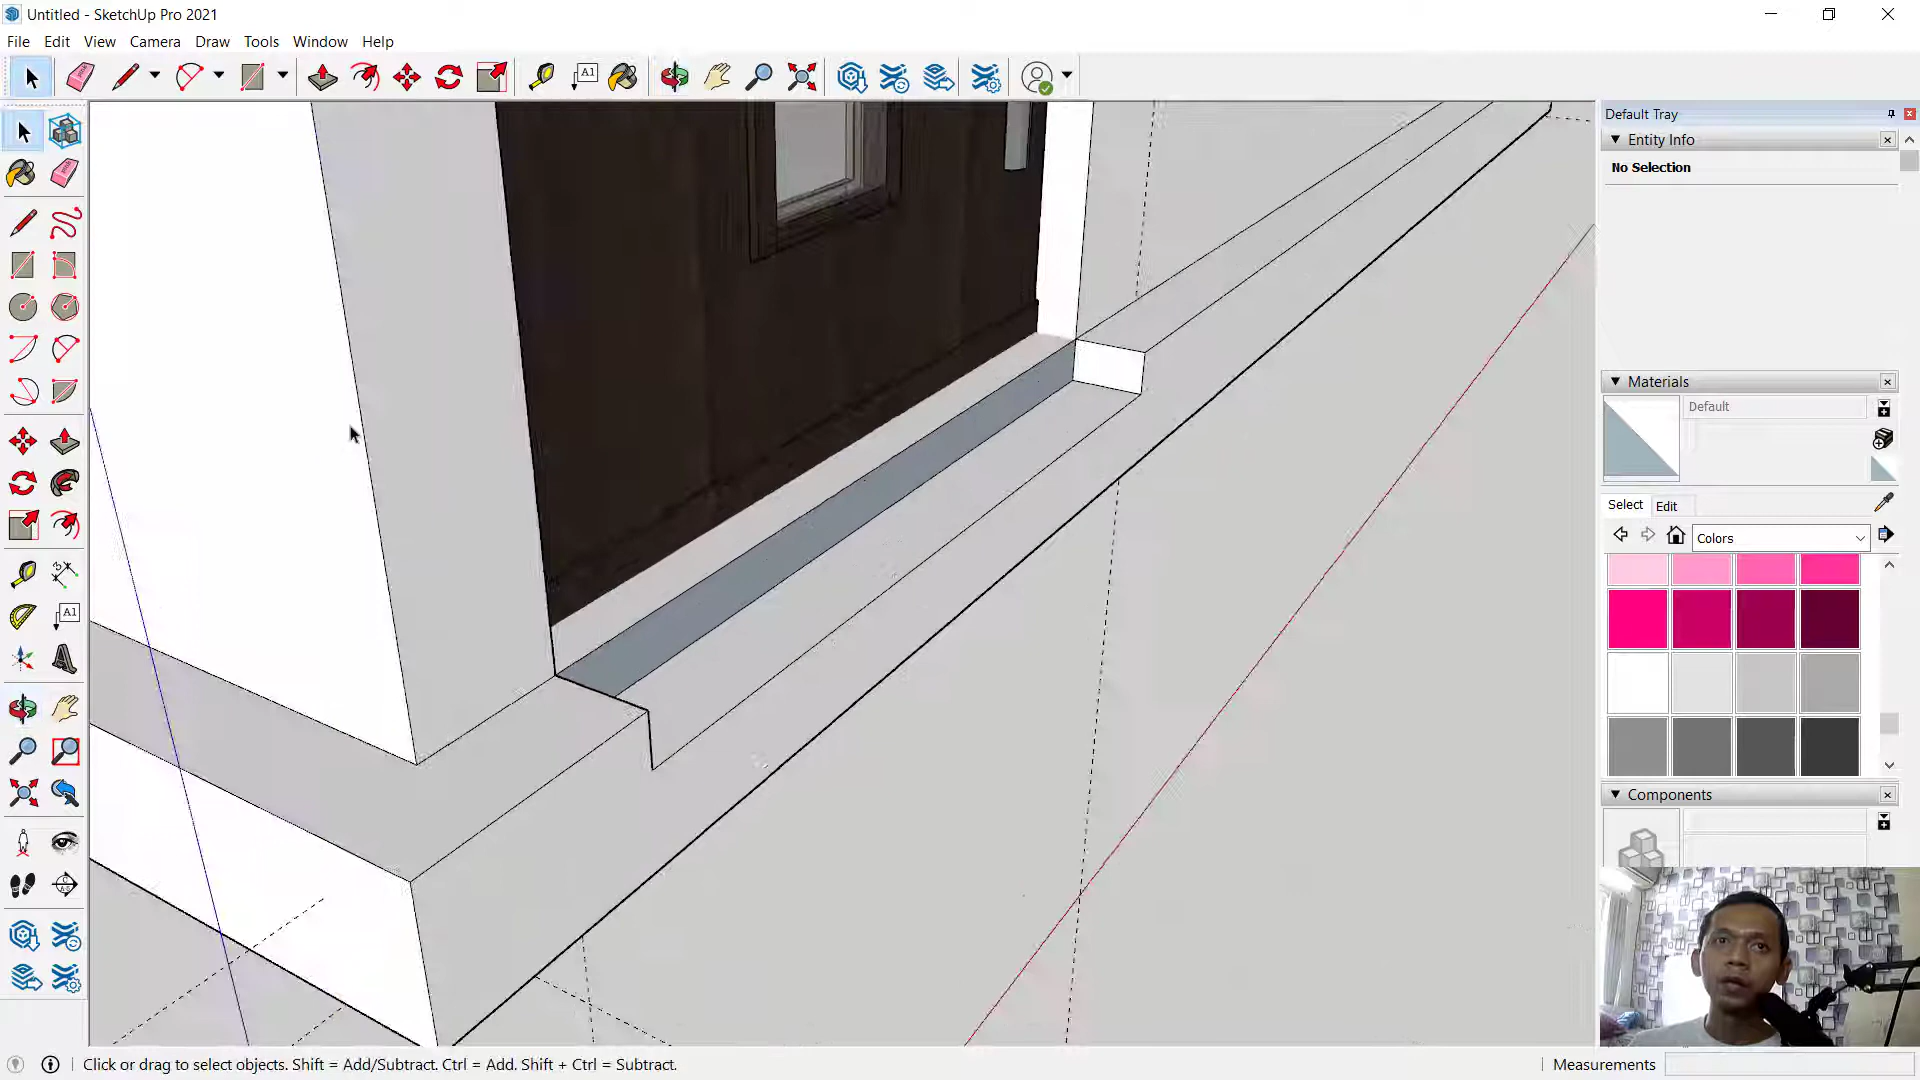 Untitled - SketchUp Pro 2021
File Edit View Camera Draw Tools Window Help
A1
Default Tray
Entity Info
No Selection
Materials
Default
Select Edit
Colors
A1
Components
Click or drag to select objects. Shift = Add/Subtract. Ctrl = Add. Shift + Ctrl = Subtract.
Measurements